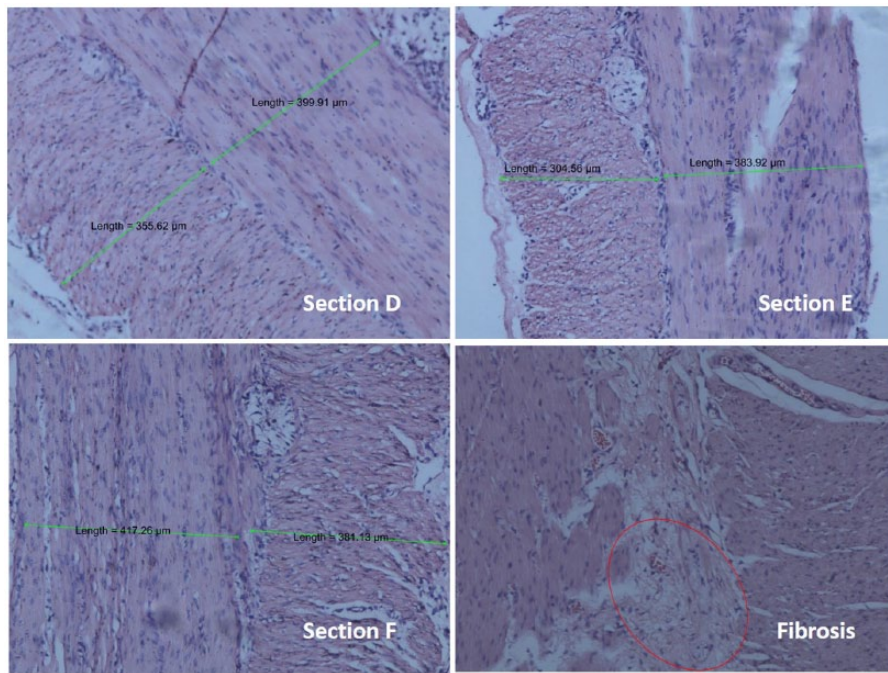 Length = 399.91 µm
Length = 355.62 µm
Section D
Length = 304.56 µm
Length = 383.92 µm
Section E
Length = 417.26 µm
Length = 381.13 µm
Section F
Fibrosis